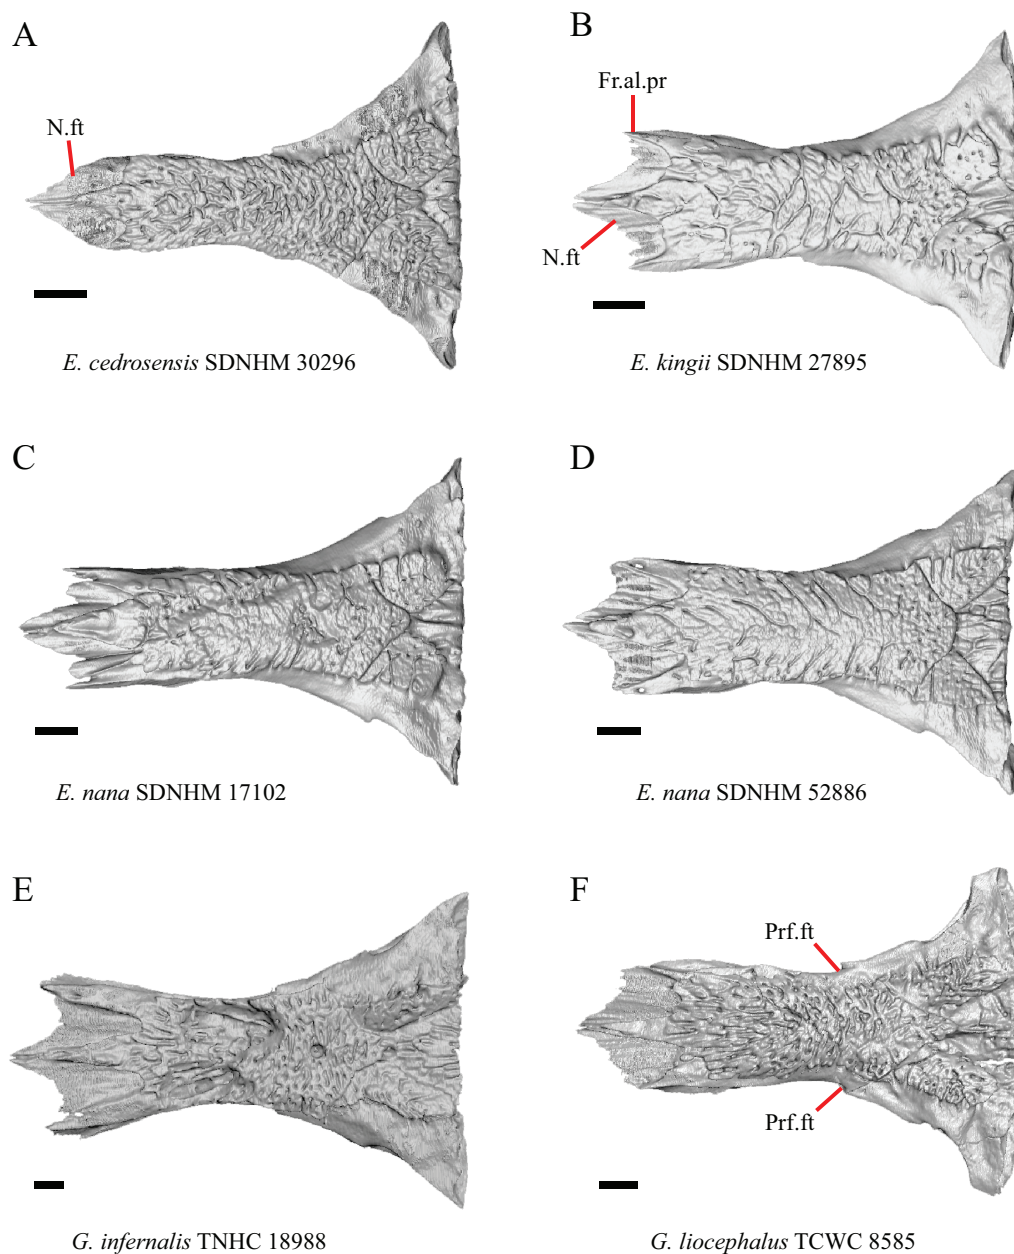 A
N.ft
E. cedrosensis SDNHM 30296
B
Fr.al.pr
N.ft
E. kingii SDNHM 27895
C
E. nana SDNHM 17102
D
E. nana SDNHM 52886
E
G. infernalis TNHC 18988
F
Prf.ft
Prf.ft
G. liocephalus TCWC 8585